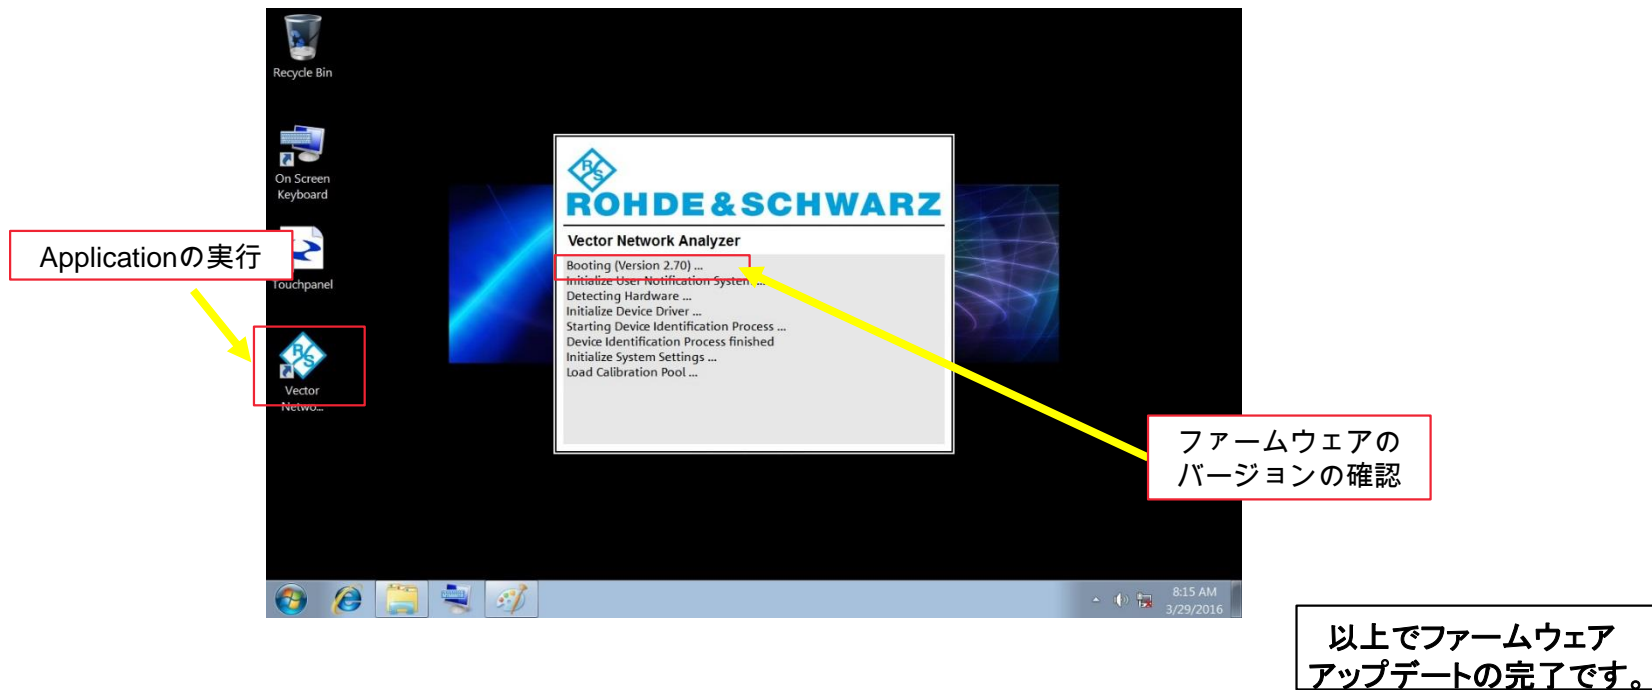 Recycle Bin
On Screen
Keyboard
Applicationの実行
Touchpanel
Vector
Netwo...
R&S
ROHDE&SCHWARZ
Vector Network Analyzer
Booting (Version 2.70) ...
Initialize User Notification System ...
Detecting Hardware ...
Initialize Device Driver ...
Starting Device Identification Process ...
Device Identification Process finished
Initialize System Settings ...
Load Calibration Pool ...
ファームウェアの
バージョンの確認
8:15 AM
3/29/2016
以上でファームウェア
アップデートの完了です。